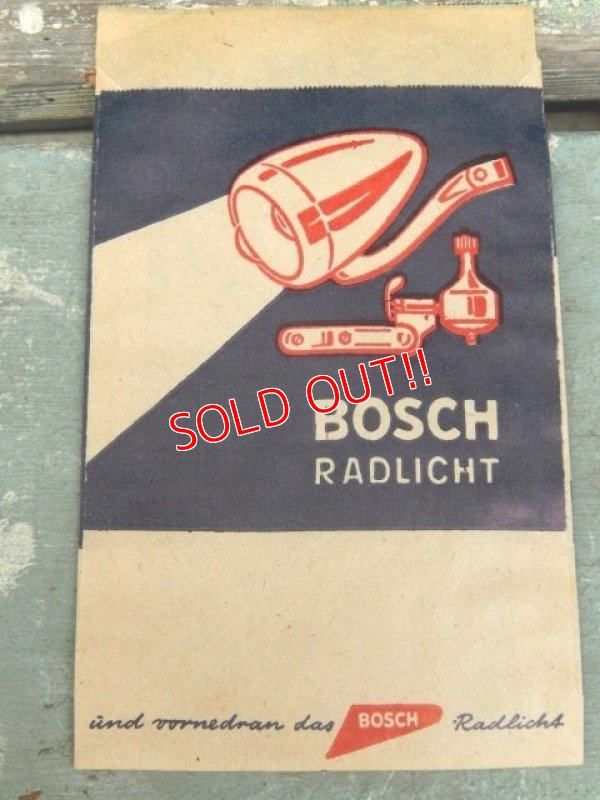 SOLD OUT!!
BOSCH
RADLICHT
und vornedran das BOSCH Radlicht